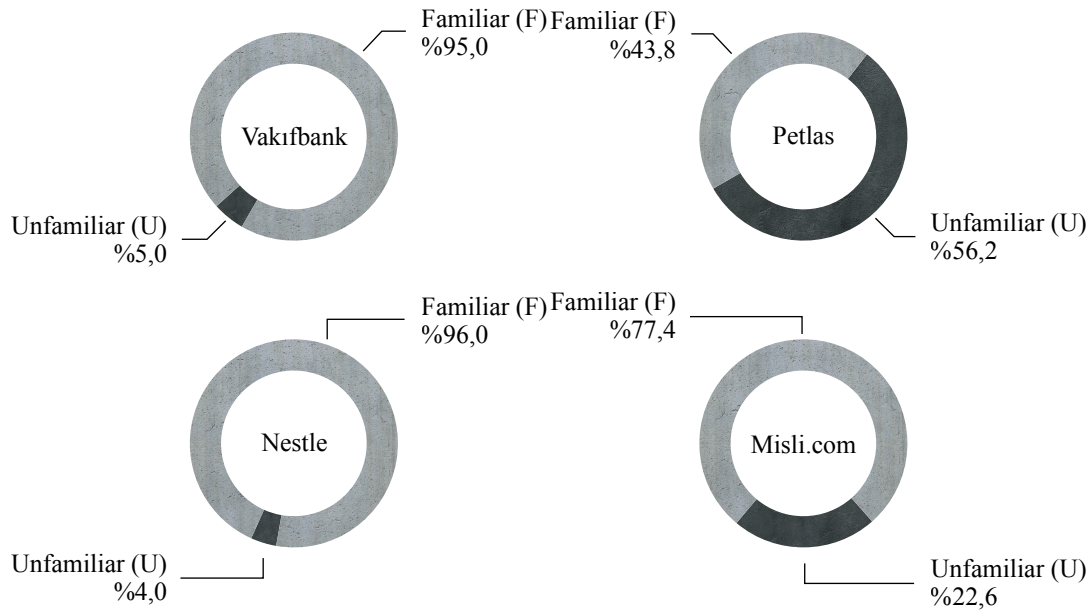 Familiar (F)
%95,0
Vakıfbank
Unfamiliar (U)
%5,0
Familiar (F)
%43,8
Petlas
Unfamiliar (U)
%56,2
Familiar (F)
%96,0
Nestle
Unfamiliar (U)
%4,0
Familiar (F)
%77,4
Misli.com
Unfamiliar (U)
%22,6